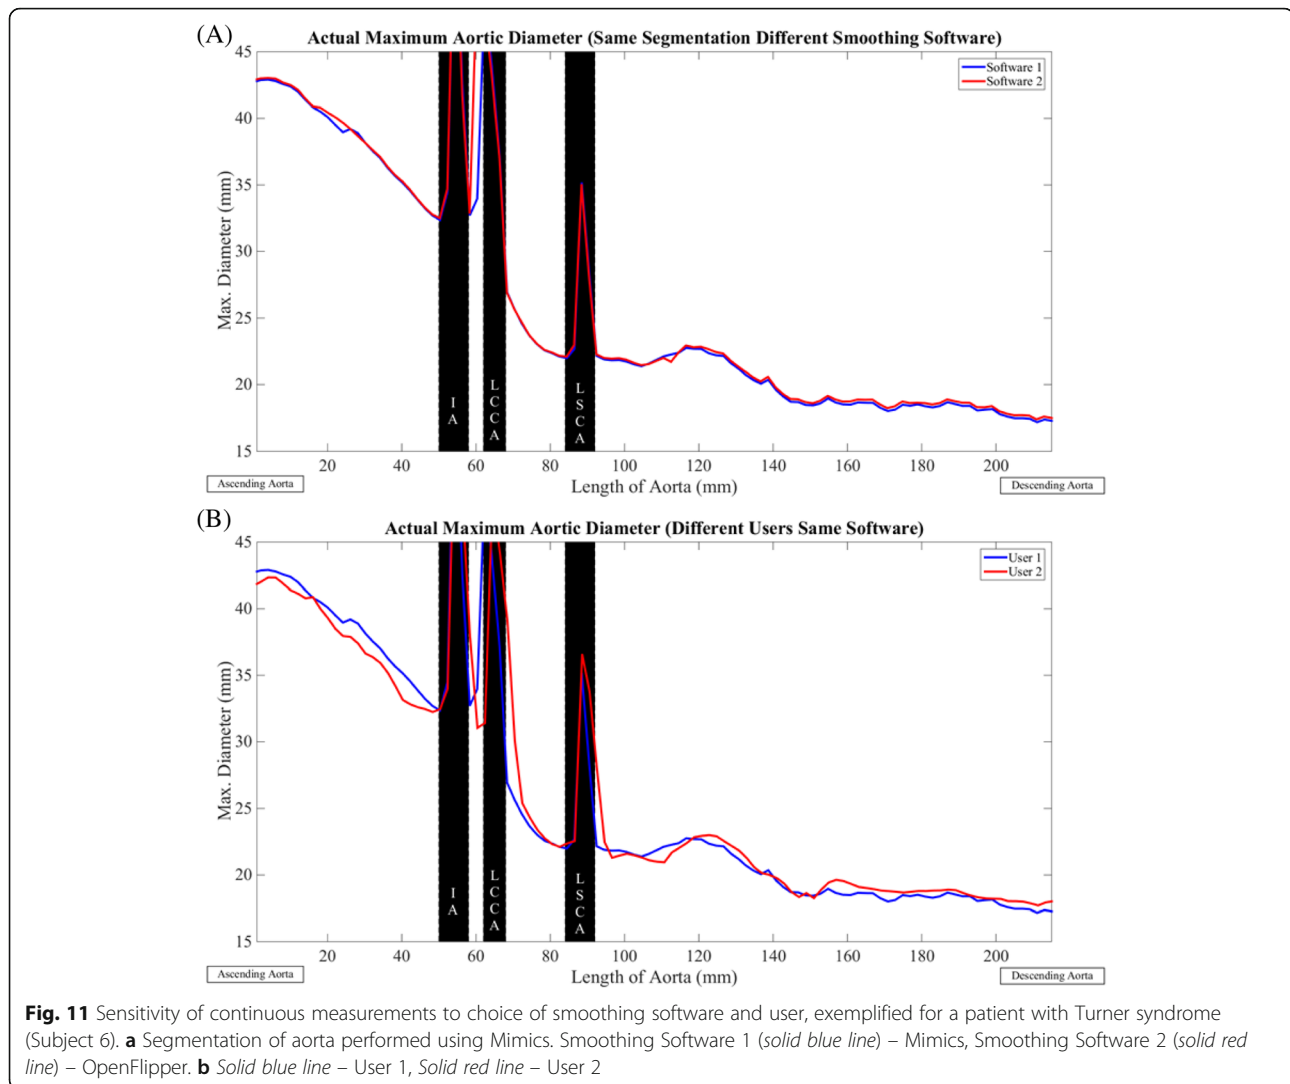 (A)
Actual Maximum Aortic Diameter (Same Segmentation Different Smoothing Software)
45
40
35
30
25
20
15
Max. Diameter (mm)
Software 1
Software 2
I
A
L
C
C
A
L
S
C
A
20 40 60 80 100 120 140 160 180 200
Ascending Aorta
Length of Aorta (mm)
Descending Aorta
(B)
Actual Maximum Aortic Diameter (Different Users Same Software)
45
40
35
30
25
20
15
Max. Diameter (mm)
User 1
User 2
I
A
L
C
C
A
L
S
C
A
20 40 60 80 100 120 140 160 180 200
Ascending Aorta
Length of Aorta (mm)
Descending Aorta
Fig. 11 Sensitivity of continuous measurements to choice of smoothing software and user, exemplified for a patient with Turner syndrome
(Subject 6). a Segmentation of aorta performed using Mimics. Smoothing Software 1 (solid blue line) – Mimics, Smoothing Software 2 (solid red
line) – OpenFlipper. b Solid blue line – User 1, Solid red line – User 2